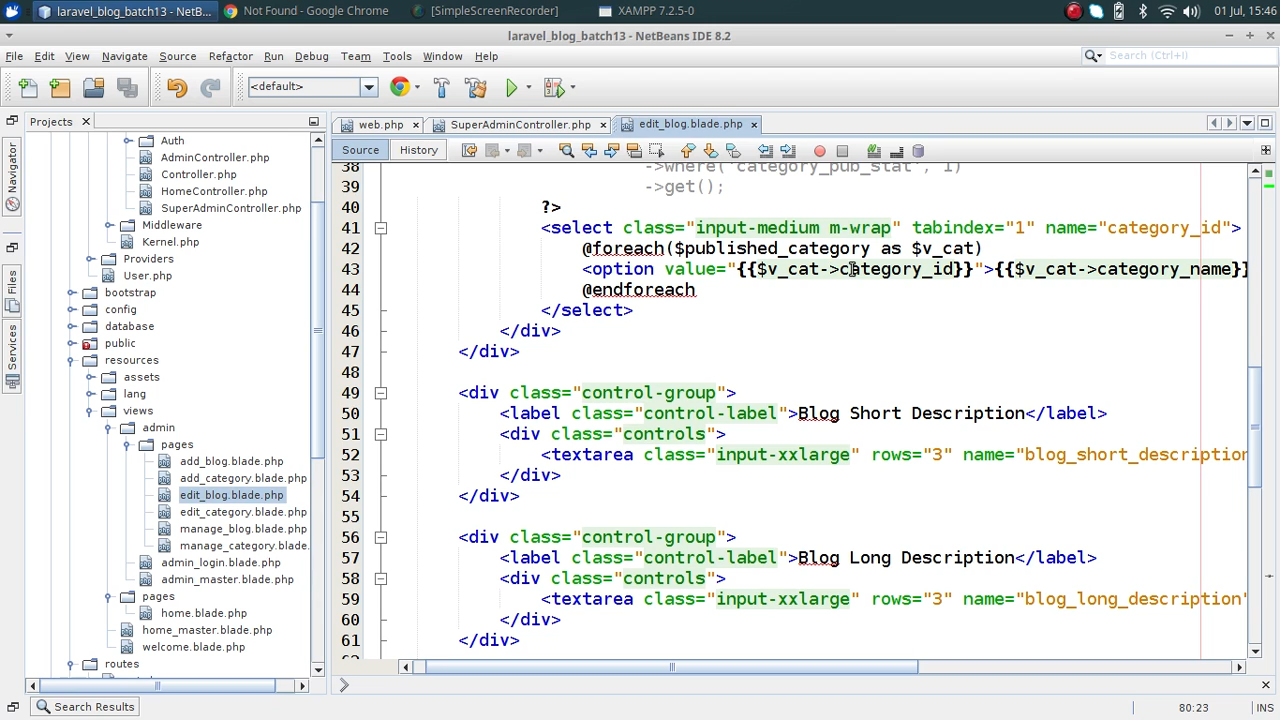 laravel_blog_batch13 - NetB...
Not Found - Google Chrome
[SimpleScreenRecorder]
XAMPP 7.2.5-0
01 Jul, 15:46
laravel_blog_batch13 - NetBeans IDE 8.2
File Edit View Navigate Source Refactor Run Debug Team Tools Window Help
Search (Ctrl+I)
<default>
Projects
web.php
SuperAdminController.php
edit_blog.blade.php
Source
History
Navigator
Files
Services
Auth
AdminController.php
Controller.php
HomeController.php
SuperAdminController.php
Middleware
Kernel.php
Providers
User.php
bootstrap
config
database
public
resources
assets
lang
views
admin
pages
add_blog.blade.php
add_category.blade.php
edit_blog.blade.php
edit_category.blade.php
manage_blog.blade.php
manage_category.blade.
admin_login.blade.php
admin_master.blade.php
pages
home.blade.php
home_master.blade.php
welcome.blade.php
routes
38 ->where('category_pub_stat', 1)
39 ->get();
40 ?>
41 <select class="input-medium m-wrap" tabindex="1" name="category_id">
42 @foreach($published_category as $v_cat)
43 <option value="{{$v_cat->category_id}}">{{$v_cat->category_name}]
44 @endforeach
45 </select>
46 </div>
47 </div>
48
49 <div class="control-group">
50 <label class="control-label">Blog Short Description</label>
51 <div class="controls">
52 <textarea class="input-xxlarge" rows="3" name="blog_short_description
53 </div>
54 </div>
55
56 <div class="control-group">
57 <label class="control-label">Blog Long Description</label>
58 <div class="controls">
59 <textarea class="input-xxlarge" rows="3" name="blog_long_description"
60 </div>
61 </div>
Search Results
80:23
INS